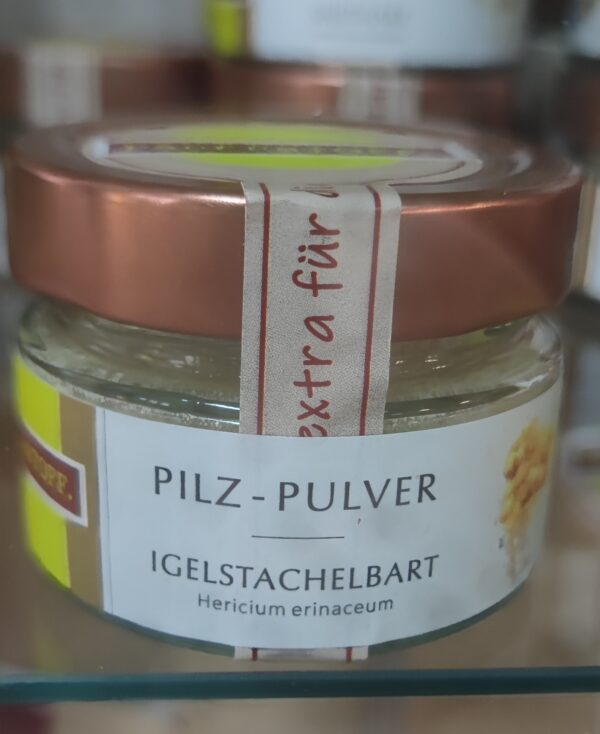 extra für
PILZ - PULVER
IGELSTACHELBART
Hericium erinaceum